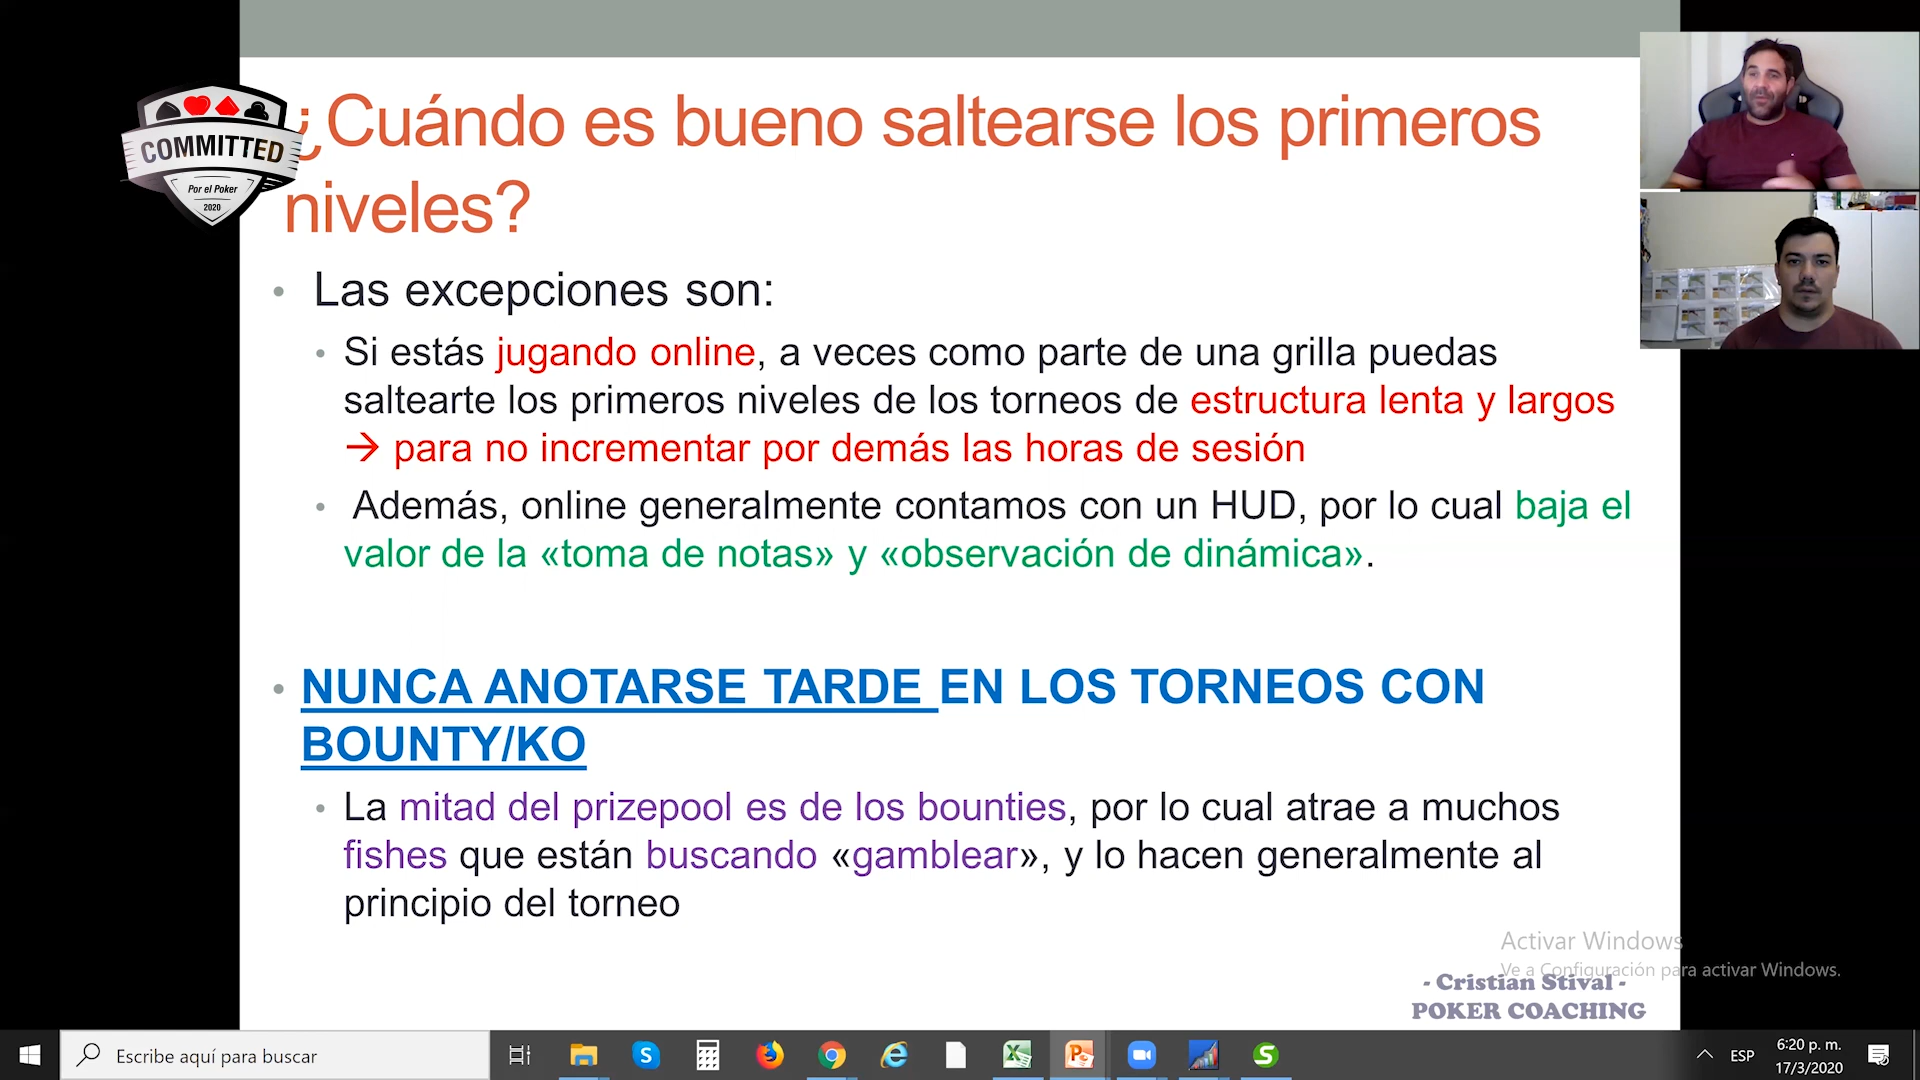 COMMITTED
Por el Poker
2020
¿Cuándo es bueno saltearse los primeros
niveles?
• Las excepciones son:
• Si estás jugando online, a veces como parte de una grilla puedas
saltearte los primeros niveles de los torneos de estructura lenta y largos
→ para no incrementar por demás las horas de sesión
• Además, online generalmente contamos con un HUD, por lo cual baja el
valor de la «toma de notas» y «observación de dinámica».
• NUNCA ANOTARSE TARDE EN LOS TORNEOS CON
BOUNTY/KO
• La mitad del prizepool es de los bounties, por lo cual atrae a muchos
fishes que están buscando «gamblear», y lo hacen generalmente al
principio del torneo
Activar Windows
Ve a Configuración para activar Windows.
- Cristian Stival -
POKER COACHING
Escribe aquí para buscar
ESP
6:20 p. m.
17/3/2020